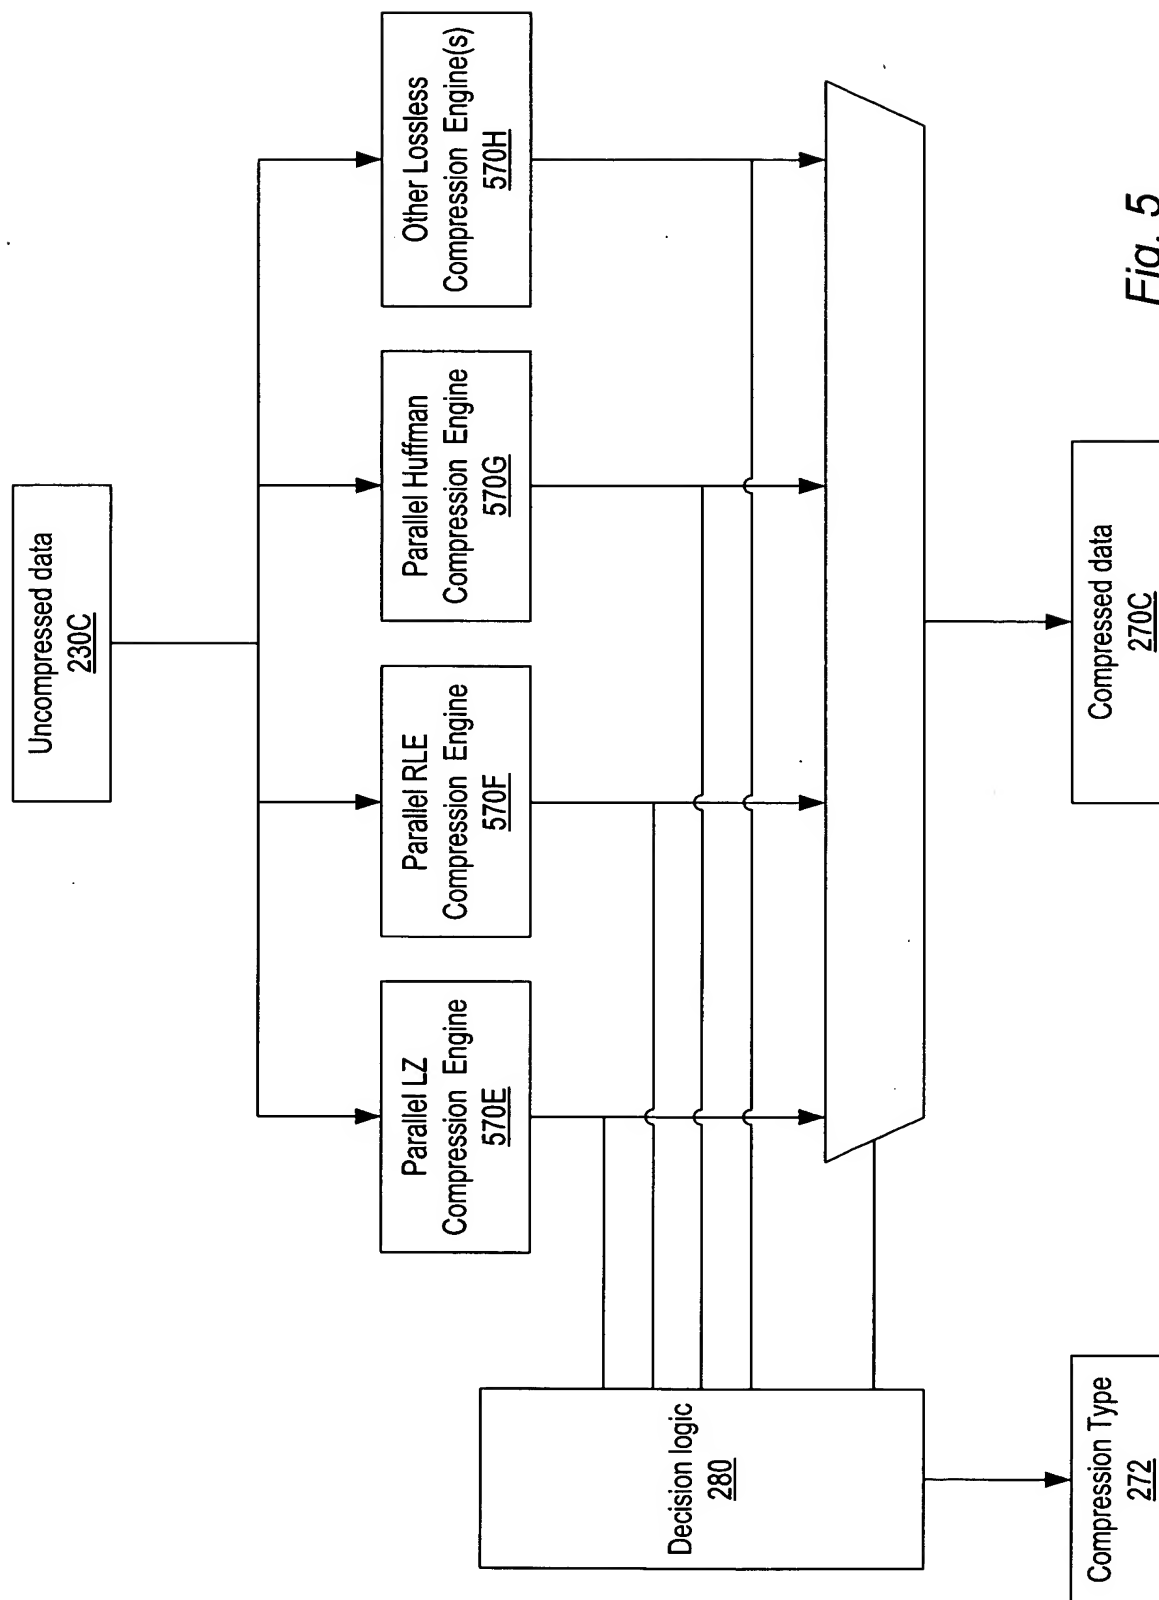 Uncompressed data
230C
Parallel LZ
Compression Engine
570E
Parallel RLE
Compression Engine
570F
Parallel Huffman
Compression Engine
570G
Other Lossless
Compression Engine(s)
570H
Decision logic
280
Compression Type
272
Compressed data
270C
Fig. 5